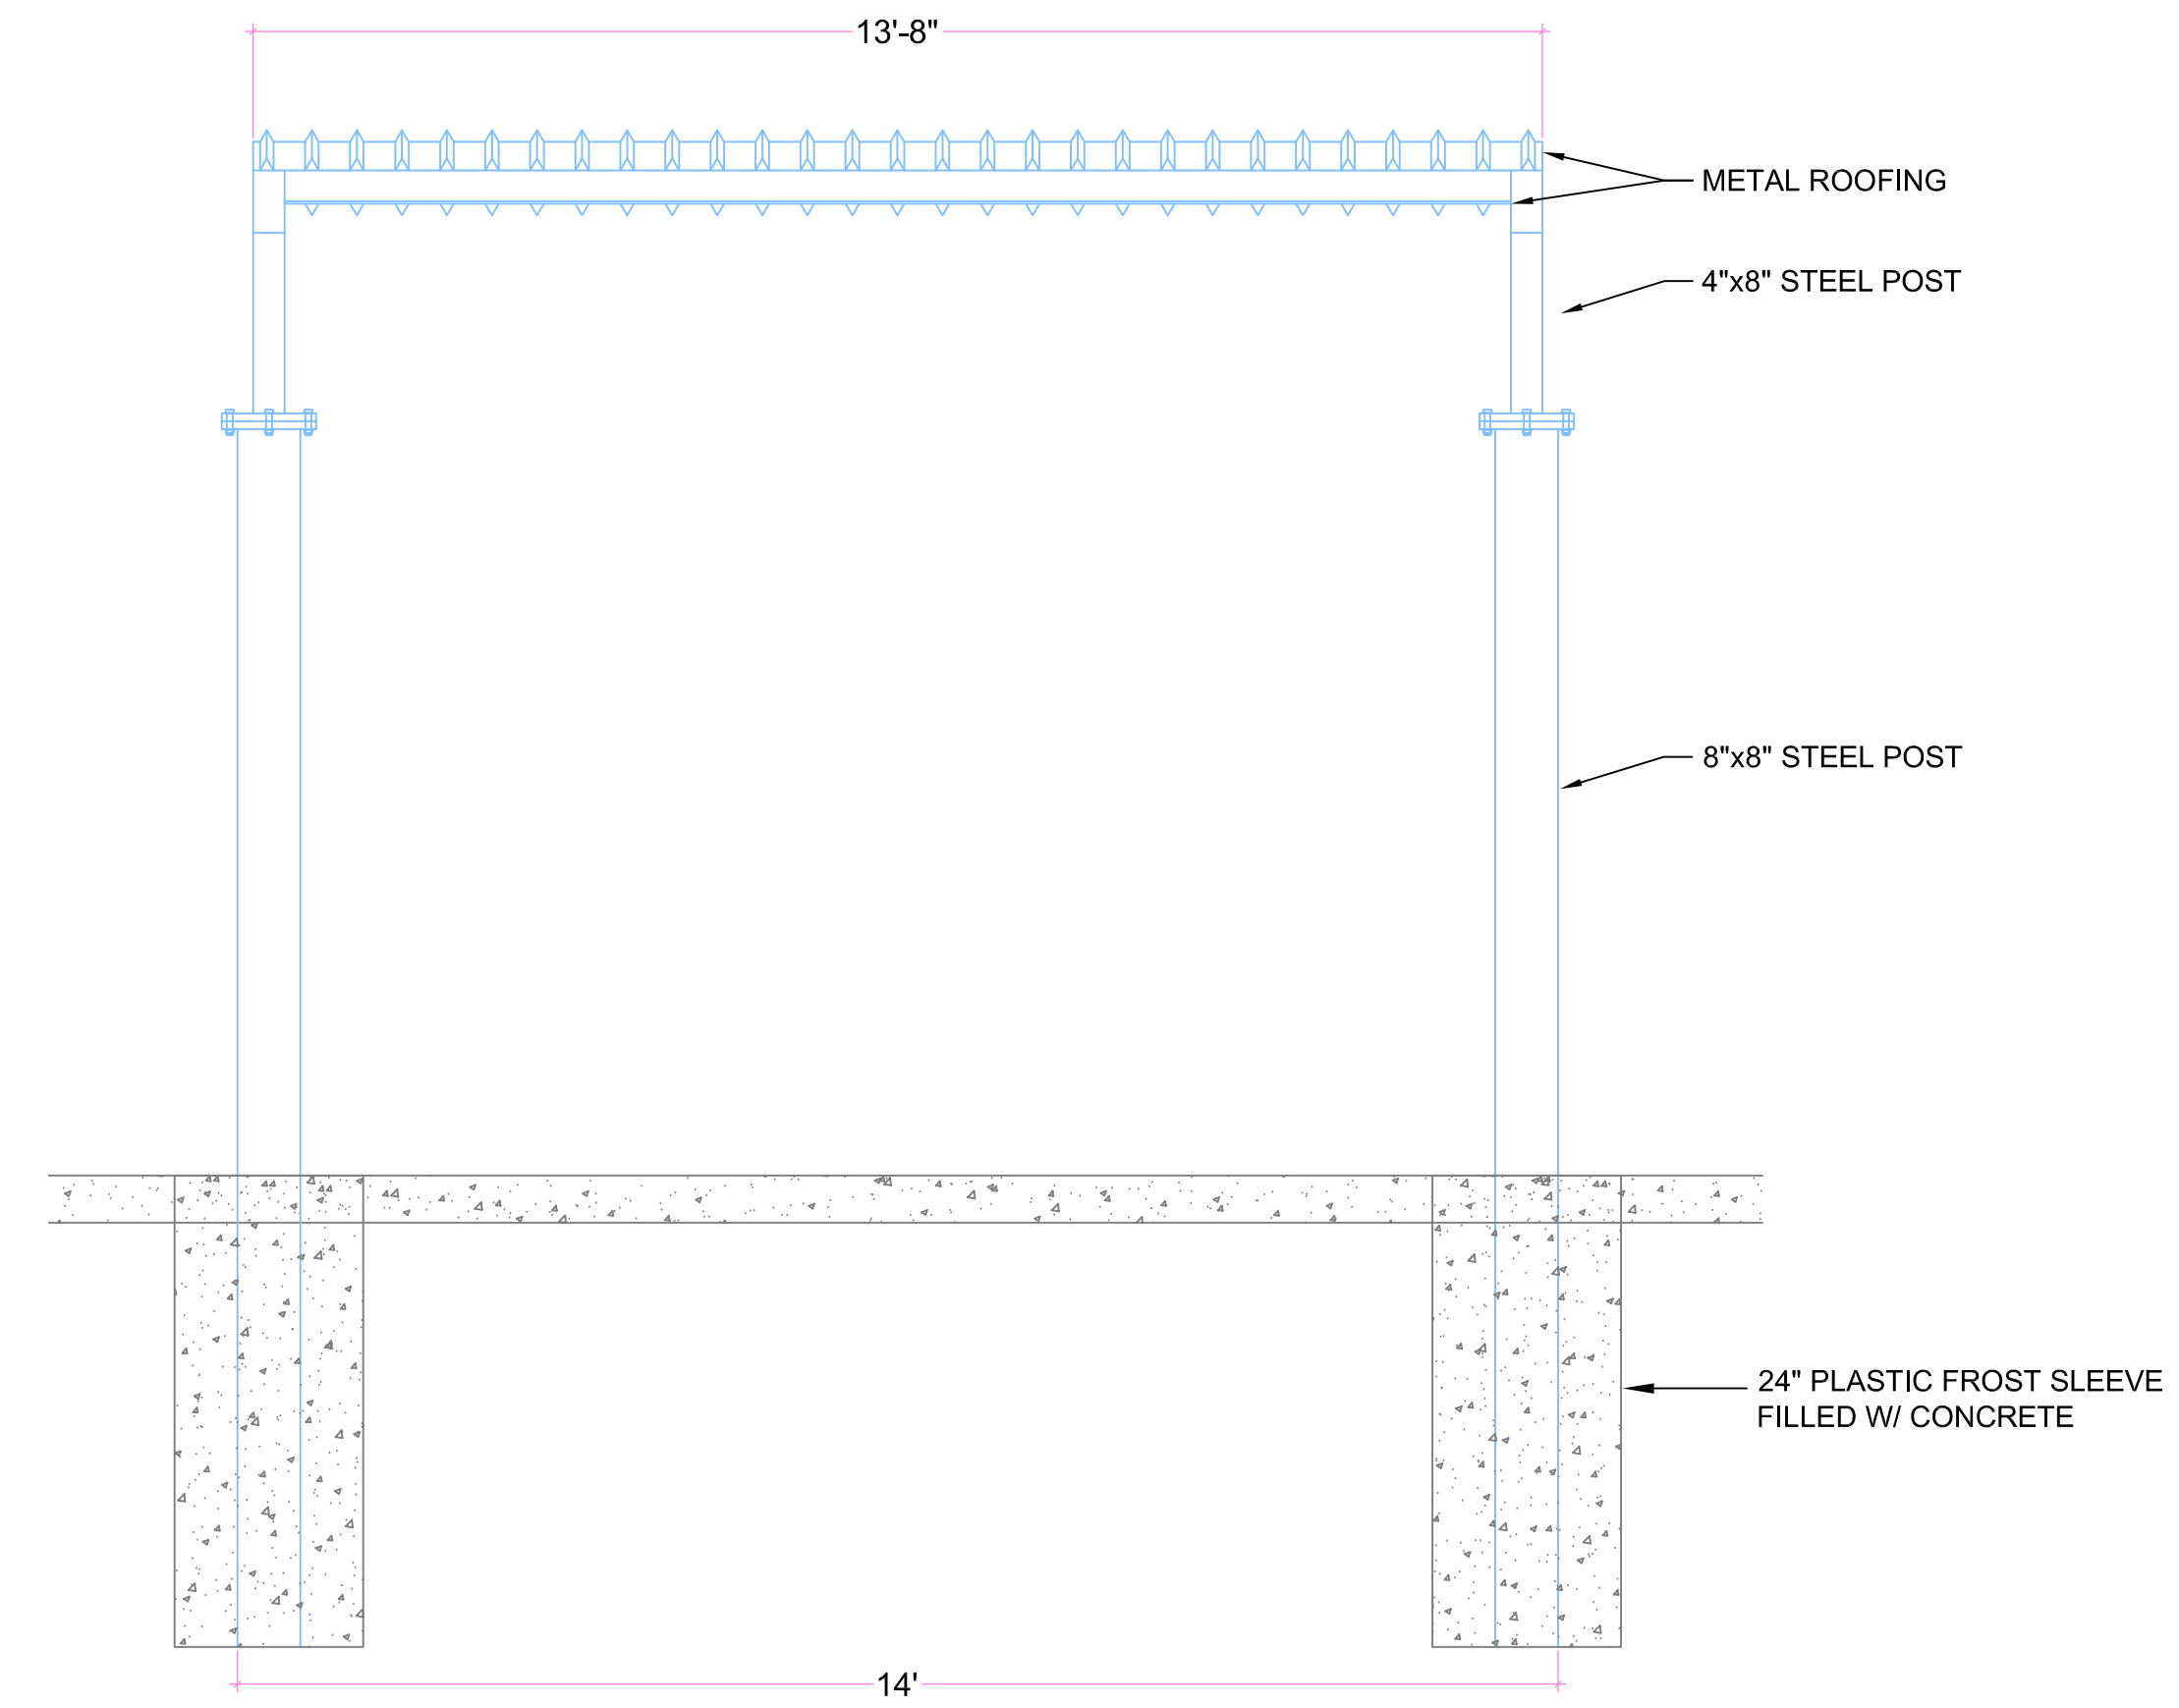 13'-8"
METAL ROOFING
4"x8" STEEL POST
8"x8" STEEL POST
24" PLASTIC FROST SLEEVE
FILLED W/ CONCRETE
14'